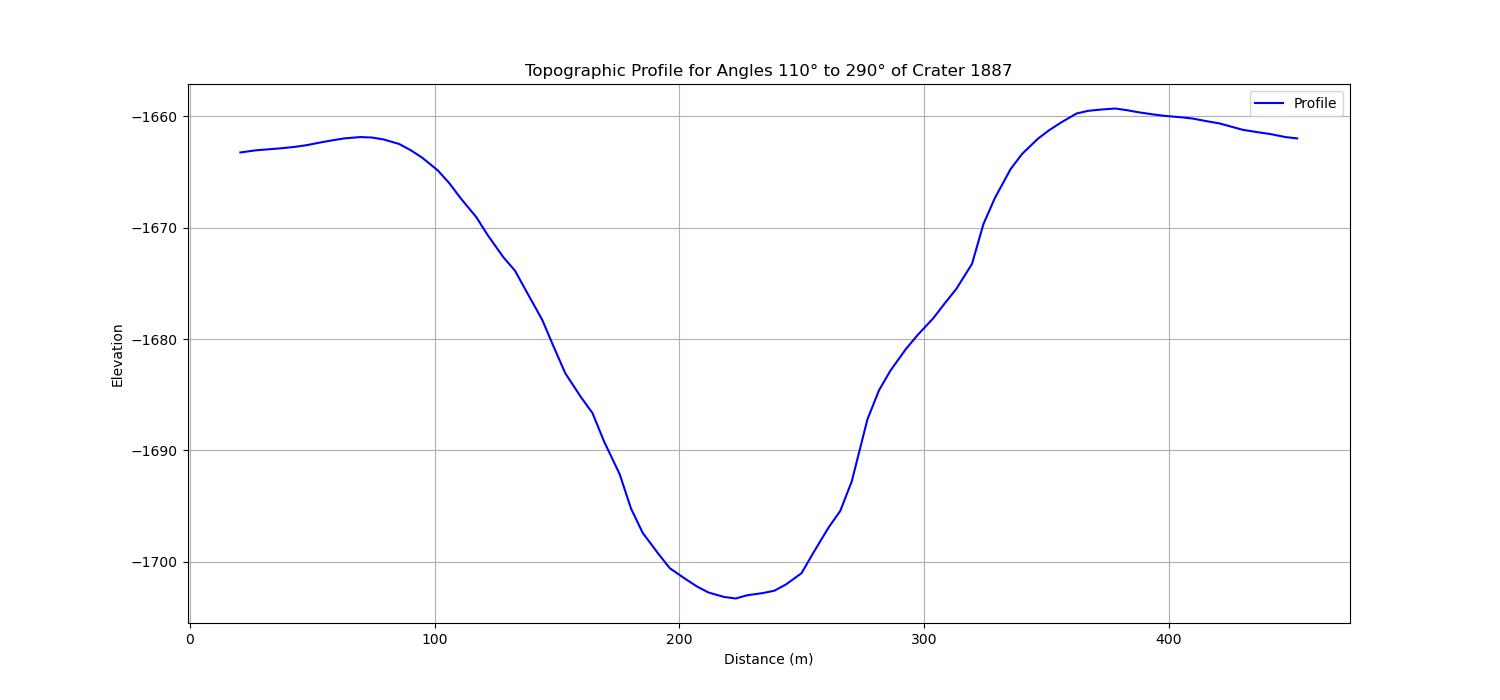 Topographic Profile for Angles 110° to 290° of Crater 1887
Profile
−1660
−1670
−1680
−1690
−1700
Elevation
0 100 200 300 400
Distance (m)